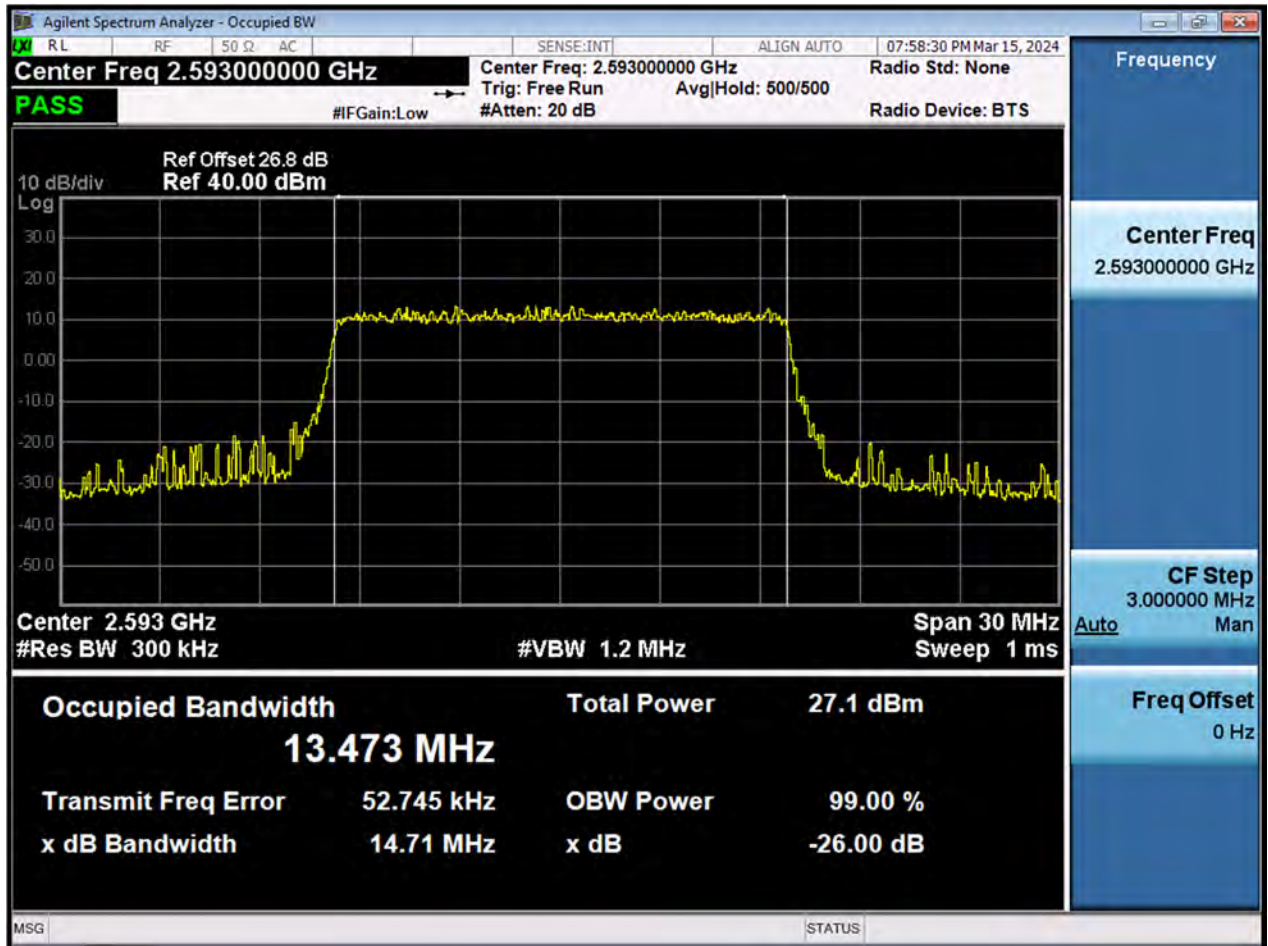 Agilent Spectrum Analyzer - Occupied BW
LXI RL RF 50 Ω AC SENSE:INT ALIGN AUTO 07:58:30 PM Mar 15, 2024
Center Freq 2.593000000 GHz
PASS
#IFGain:Low
Center Freq: 2.593000000 GHz
Trig: Free Run Avg|Hold: 500/500
#Atten: 20 dB
Radio Std: None
Radio Device: BTS
Ref Offset 26.8 dB
10 dB/div Ref 40.00 dBm
Log
30.0
20.0
10.0
0.00
-10.0
-20.0
-30.0
-40.0
-50.0
Center 2.593 GHz Span 30 MHz
#Res BW 300 kHz #VBW 1.2 MHz Sweep 1 ms
Occupied Bandwidth Total Power 27.1 dBm
13.473 MHz
Transmit Freq Error 52.745 kHz OBW Power 99.00 %
x dB Bandwidth 14.71 MHz x dB -26.00 dB
Frequency
Center Freq
2.593000000 GHz
CF Step
3.000000 MHz
Auto Man
Freq Offset
0 Hz
MSG STATUS